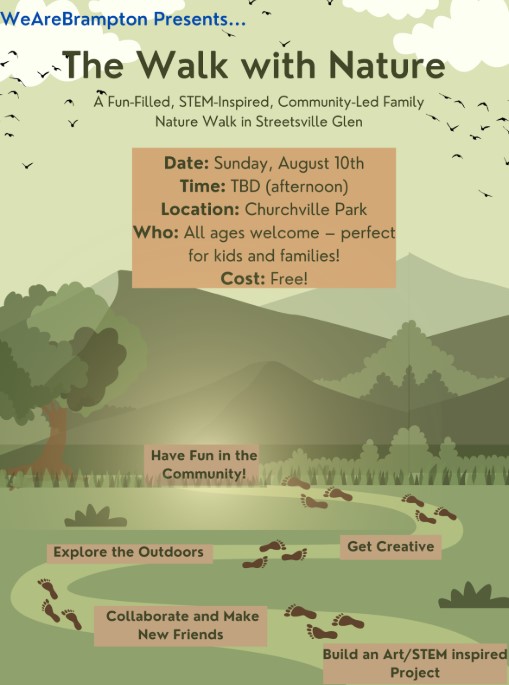 WeAreBrampton Presents...
The Walk with Nature
A Fun-Filled, STEM-Inspired, Community-Led Family
Nature Walk in Streetsville Glen
Date: Sunday, August 10th
Time: TBD (afternoon)
Location: Churchville Park
Who: All ages welcome – perfect
for kids and families!
Cost: Free!
Have Fun in the
Community!
Get Creative
Explore the Outdoors
Collaborate and Make
New Friends
Build an Art/STEM inspired
Project